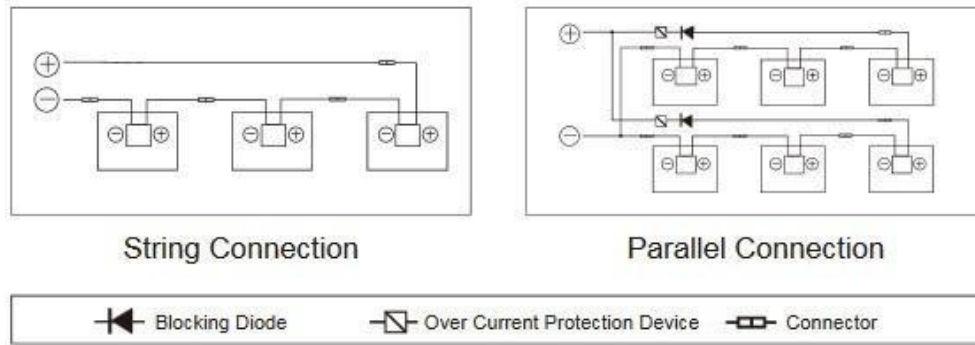 String Connection
Parallel Connection
Blocking Diode
Over Current Protection Device
Connector